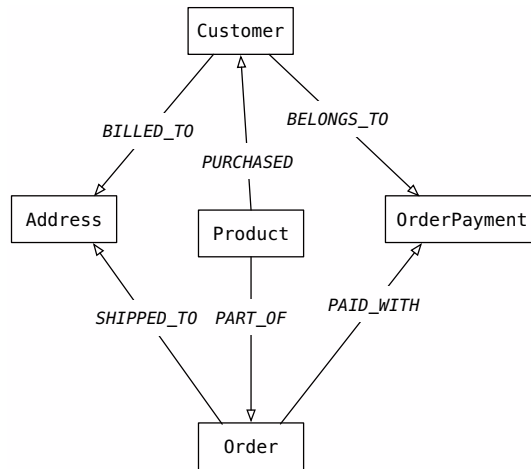 Customer
BILLED_TO
BELONGS_TO
PURCHASED
Address
Product
OrderPayment
SHIPPED_TO
PART_OF
PAID_WITH
Order